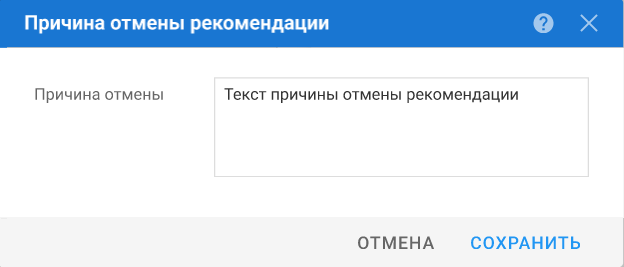 Причина отмены рекомендации
Причина отмены
Текст причины отмены рекомендации
ОТМЕНА
СОХРАНИТЬ